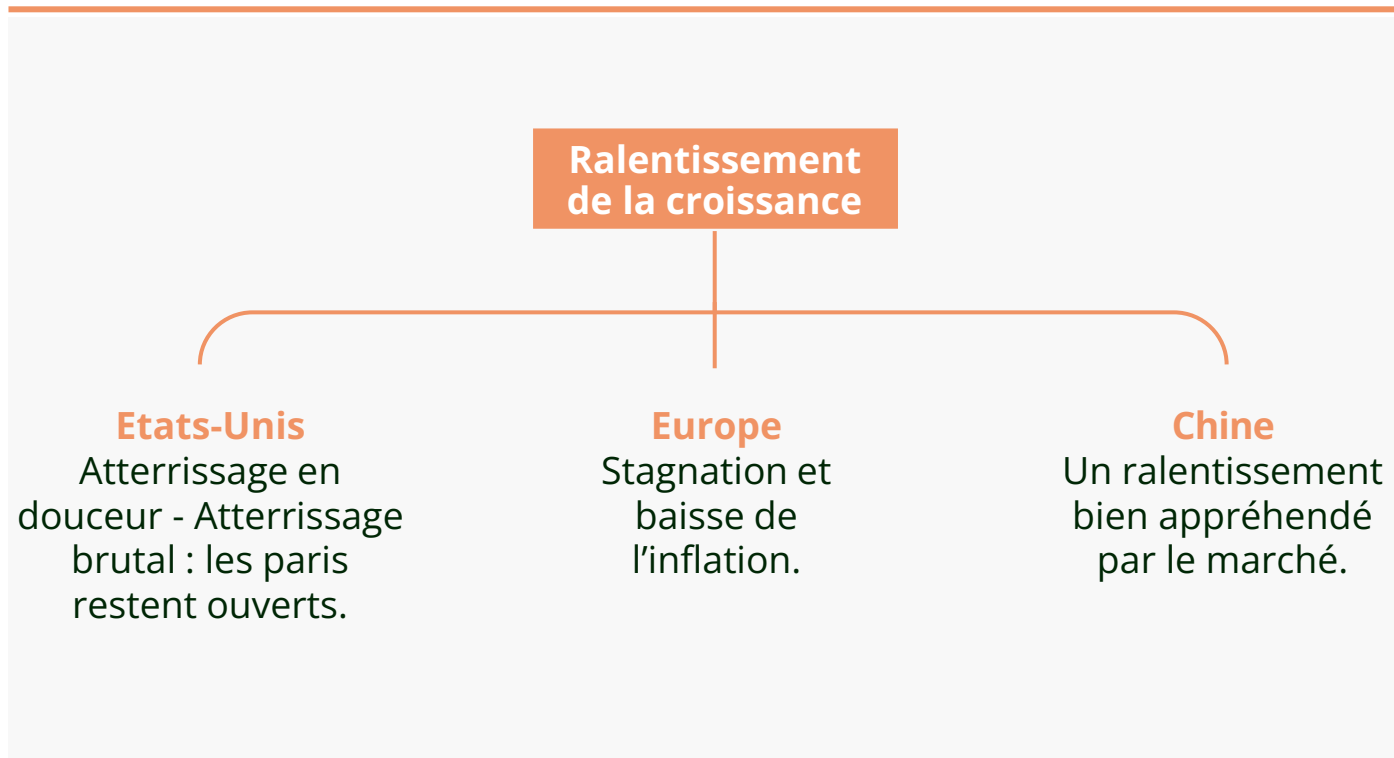 Ralentissement
de la croissance
Etats-Unis
Atterrissage en
douceur - Atterrissage
brutal : les paris
restent ouverts.
Europe
Stagnation et
baisse de
l’inflation.
Chine
Un ralentissement
bien appréhendé
par le marché.